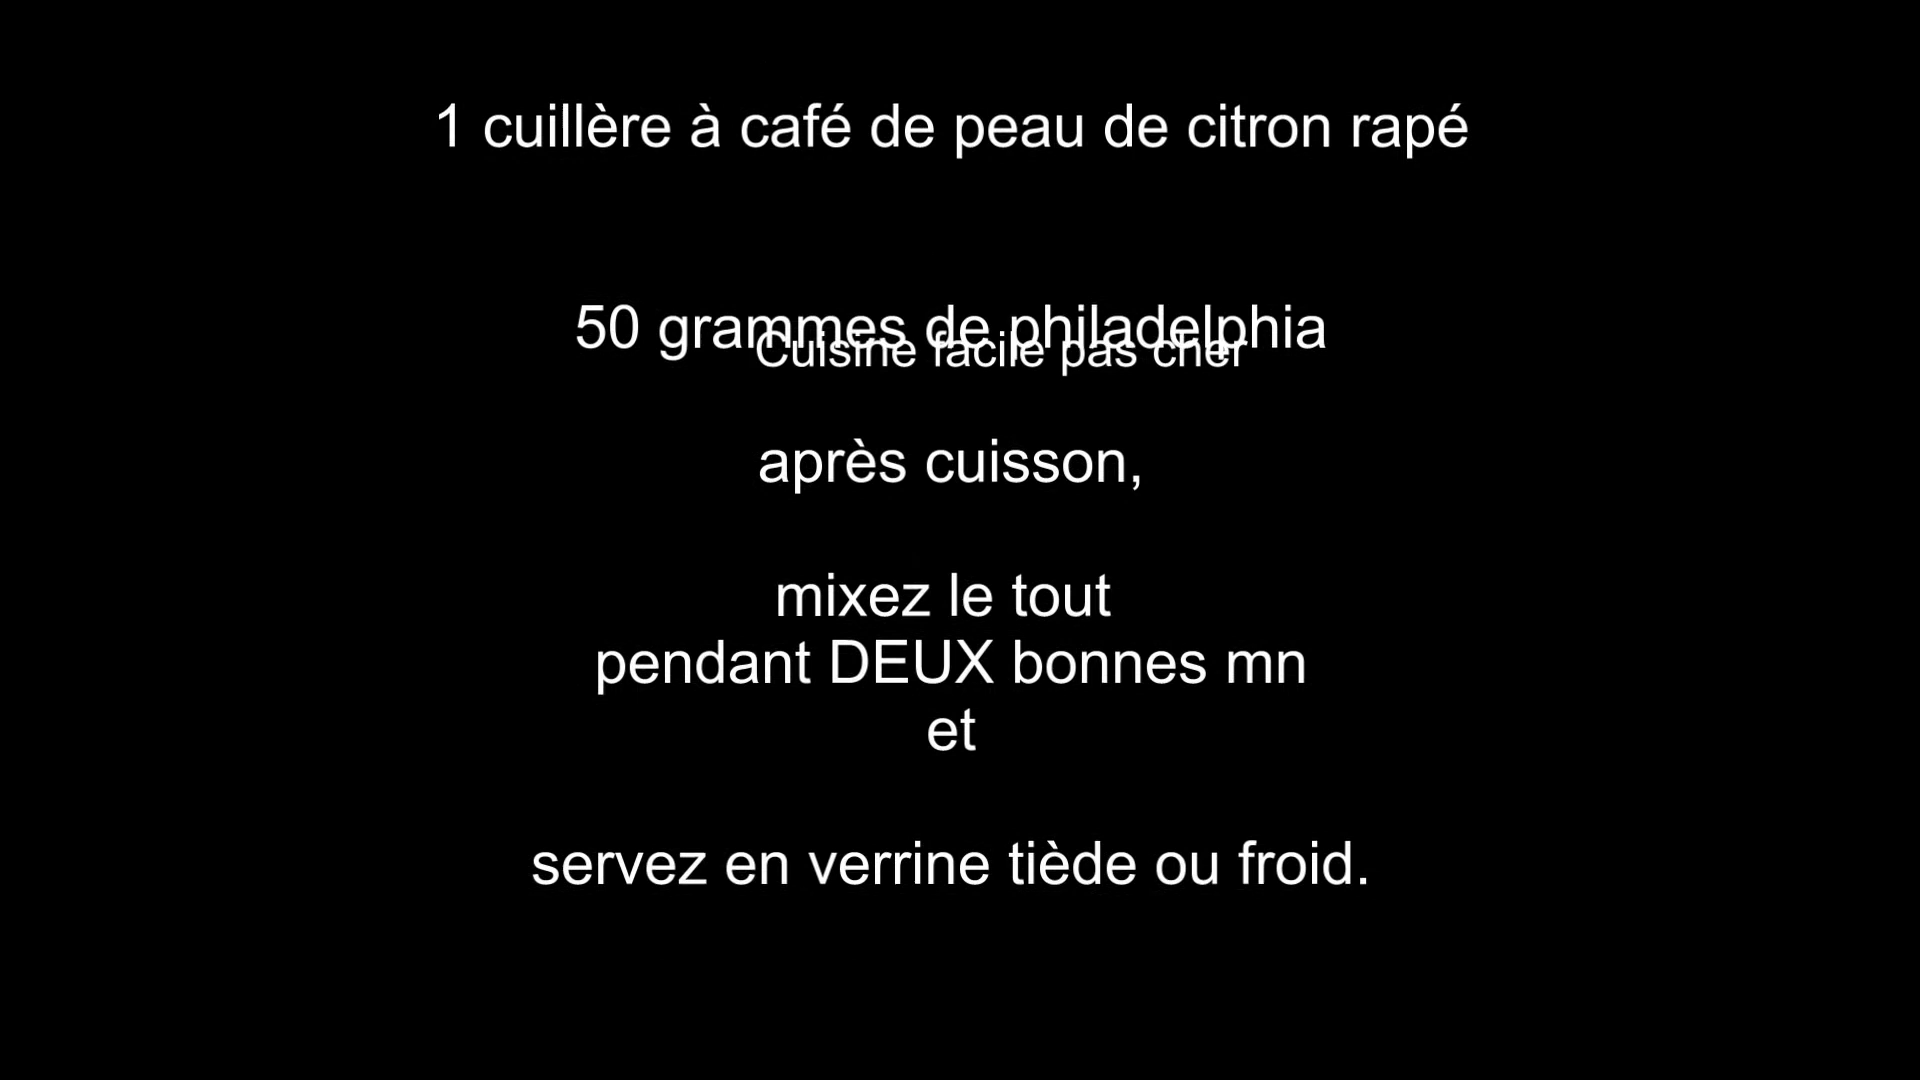 1 cuillère à café de peau de citron rapé
50 grammes de philadelphia
Cuisine facile pas cher
après cuisson,
mixez le tout
pendant DEUX bonnes mn
et
servez en verrine tiède ou froid.